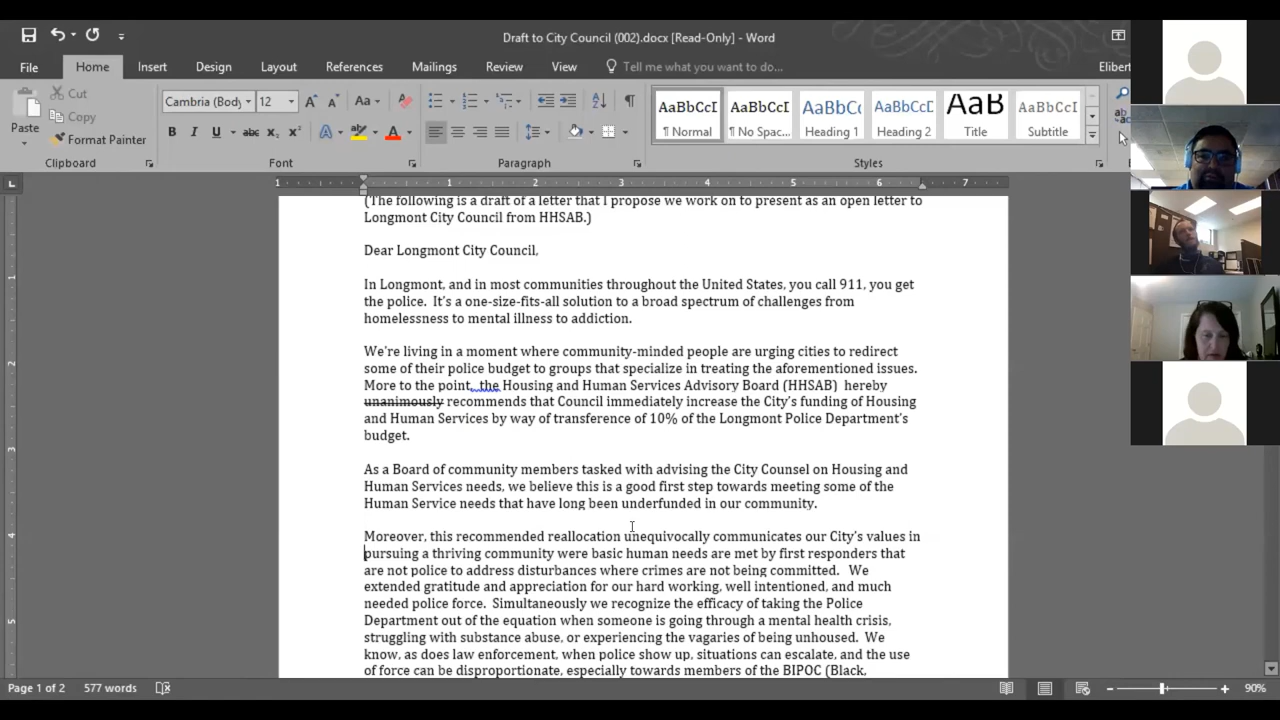 Draft to City Council (002).docx [Read-Only] - Word
File Home Insert Design Layout References Mailings Review View Tell me what you want to do... Elibert
Cut
Copy
Paste
Format Painter
Cambria (Body 12
AaBbCcI AaBbCcI AaBbCc AaBbCcI AaB AaBbCcI
¶ Normal ¶ No Spac... Heading 1 Heading 2 Title Subtitle
Clipboard Font Paragraph Styles
1 1 2 3 4 5 6 7
(The following is a draft of a letter that I propose we work on to present as an open letter to
Longmont City Council from HHSAB.)
Dear Longmont City Council,
In Longmont, and in most communities throughout the United States, you call 911, you get
the police. It's a one-size-fits-all solution to a broad spectrum of challenges from
homelessness to mental illness to addiction.
We're living in a moment where community-minded people are urging cities to redirect
some of their police budget to groups that specialize in treating the aforementioned issues.
More to the point, the Housing and Human Services Advisory Board (HHSAB) hereby
unanimously recommends that Council immediately increase the City's funding of Housing
and Human Services by way of transference of 10% of the Longmont Police Department's
budget.
As a Board of community members tasked with advising the City Counsel on Housing and
Human Services needs, we believe this is a good first step towards meeting some of the
Human Service needs that have long been underfunded in our community.
Moreover, this recommended reallocation unequivocally communicates our City's values in
pursuing a thriving community were basic human needs are met by first responders that
are not police to address disturbances where crimes are not being committed. We
extended gratitude and appreciation for our hard working, well intentioned, and much
needed police force. Simultaneously we recognize the efficacy of taking the Police
Department out of the equation when someone is going through a mental health crisis,
struggling with substance abuse, or experiencing the vagaries of being unhoused. We
know, as does law enforcement, when police show up, situations can escalate, and the use
of force can be disproportionate, especially towards members of the BIPOC (Black,
Page 1 of 2 577 words 90%